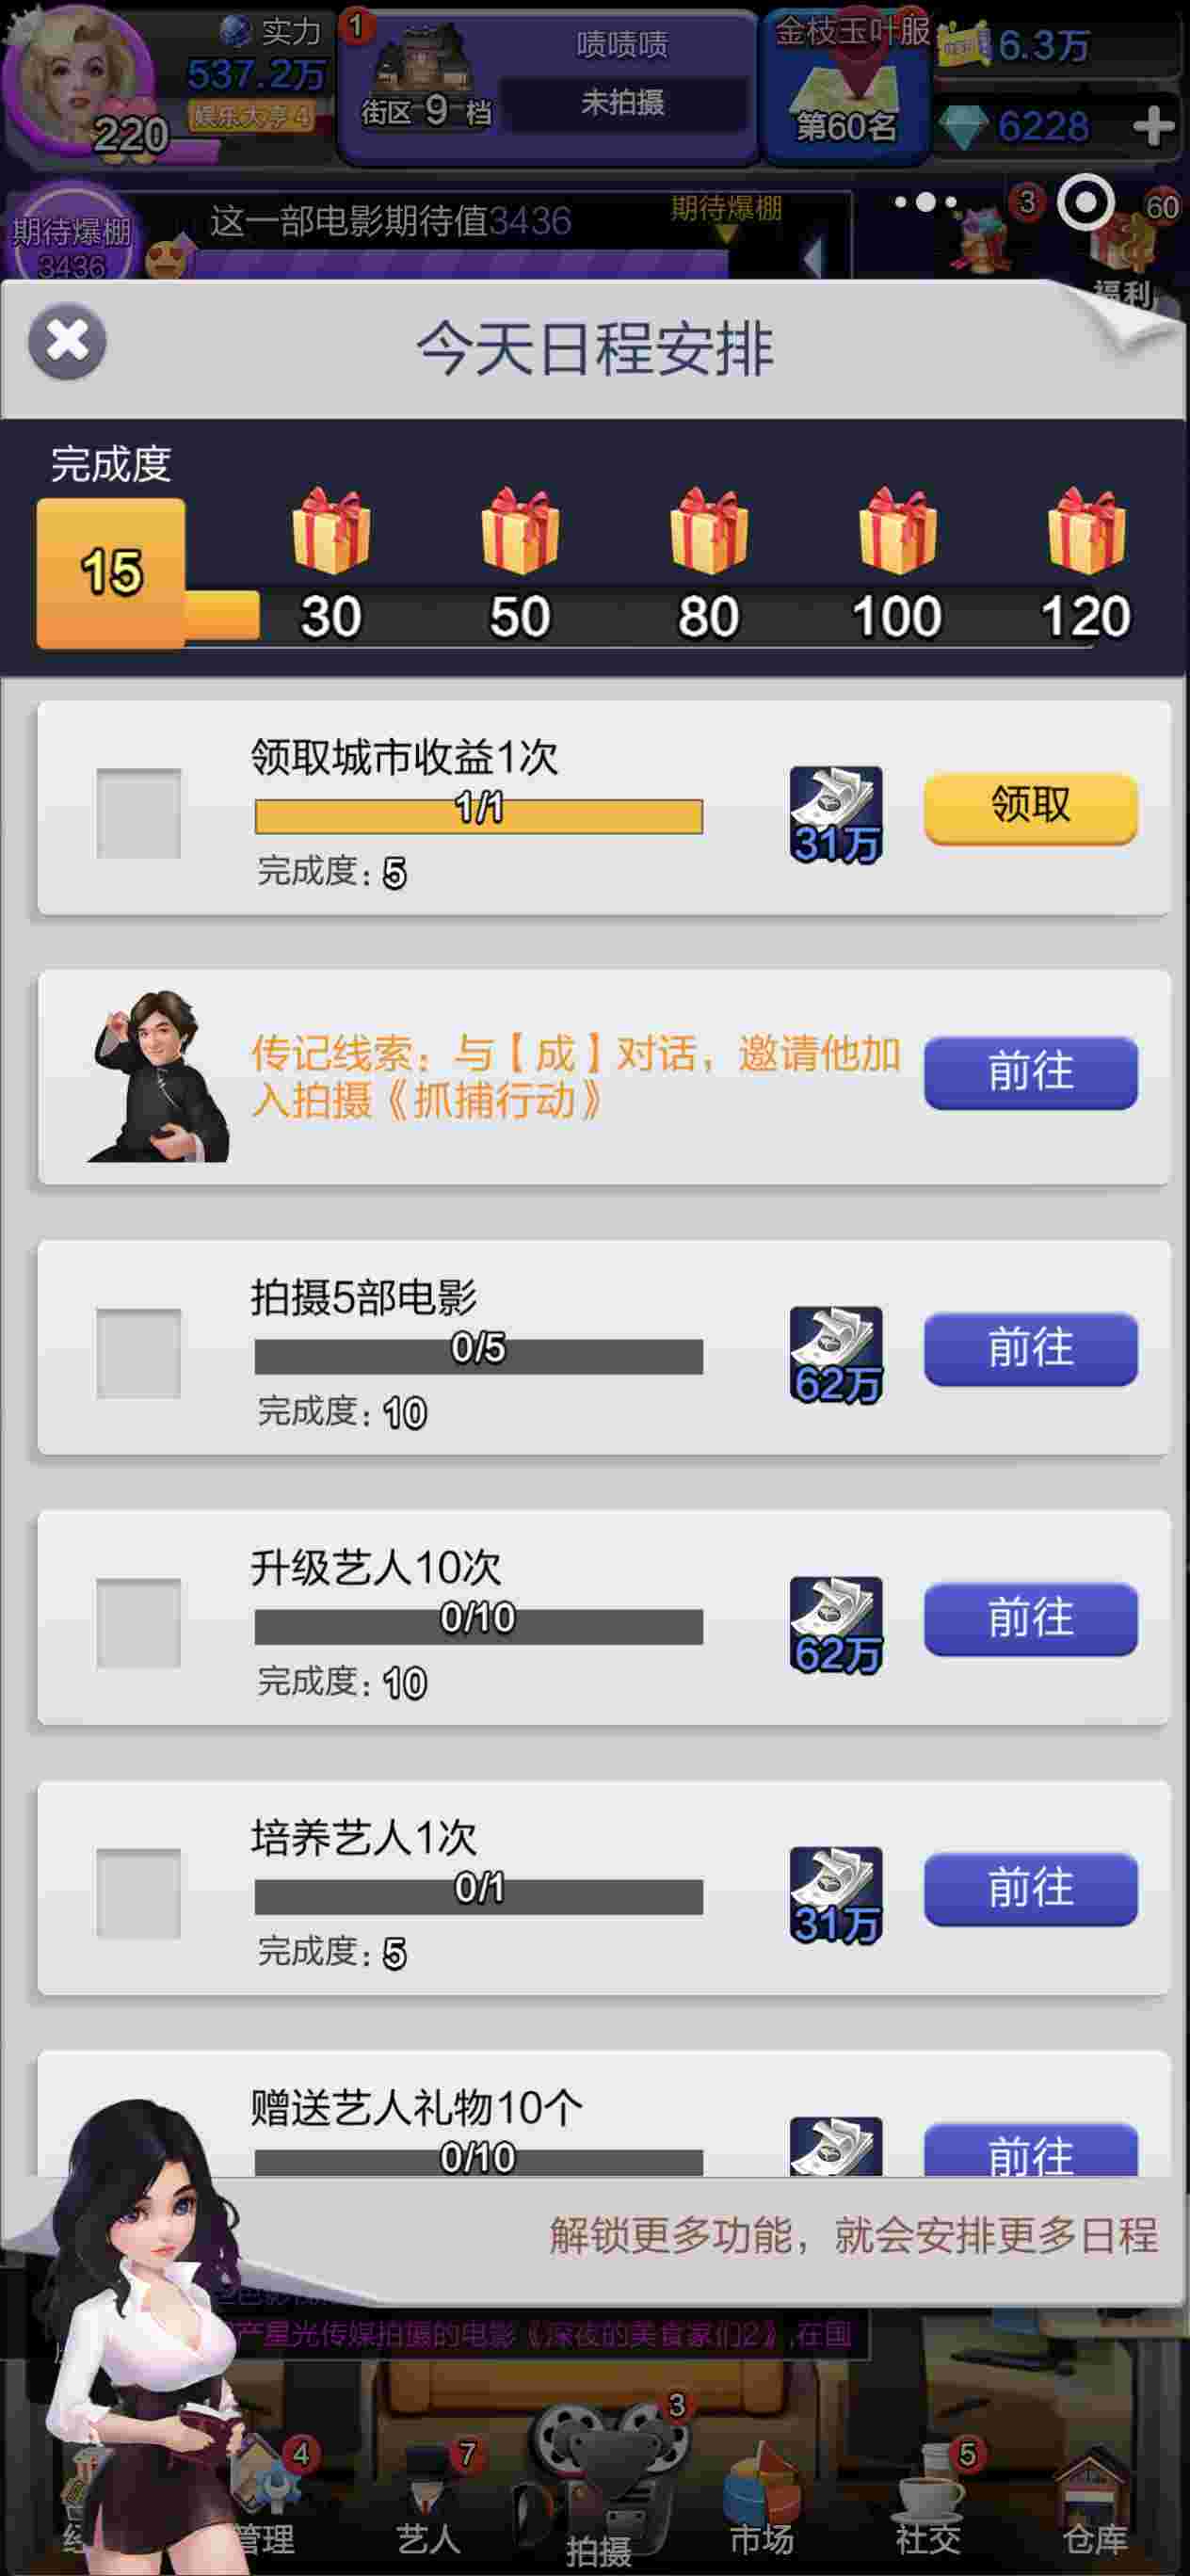 实力
537.2万
220
娱乐大亨 4
1
街区 9 档
啧啧啧
未拍摄
金枝玉叶服
第60名
6.3万
6228
期待爆棚
3436
这一部电影期待值3436
期待爆棚
3
60
福利
今天日程安排
完成度
15
30
50
80
100
120
领取城市收益1次
1/1
完成度：5
31万
领取
传记线索：与【成】对话，邀请他加
入拍摄《抓捕行动》
前往
拍摄5部电影
0/5
完成度：10
62万
前往
升级艺人10次
0/10
完成度：10
62万
前往
培养艺人1次
0/1
完成度：5
31万
前往
赠送艺人礼物10个
0/10
前往
解锁更多功能，就会安排更多日程
产星光传媒拍摄的电影《深夜的美食家们2》,在国
4
管理
7
艺人
3
拍摄
市场
5
社交
仓库